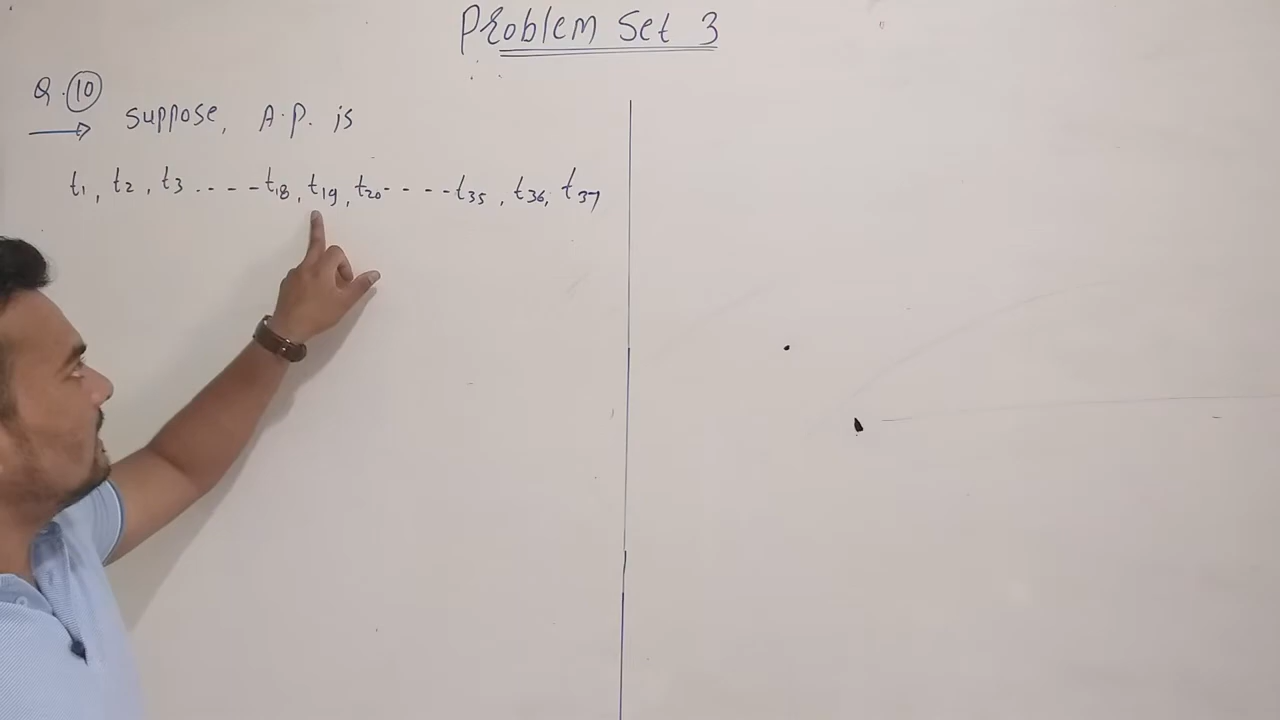 Problem Set 3
Q.10
Suppose, A.P. is
t1, t2, t3 ---- t18, t19, t20 ---- t35, t36, t37